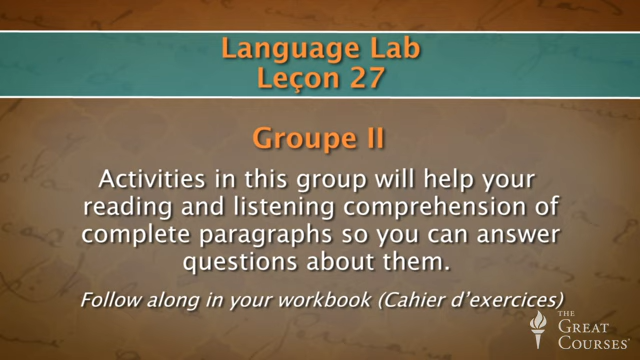 Language Lab
Leçon 27
Groupe II
Activities in this group will help your
reading and listening comprehension of
complete paragraphs so you can answer
questions about them.
Follow along in your workbook (Cahier d'exercices)
THE
GREAT
COURSES®